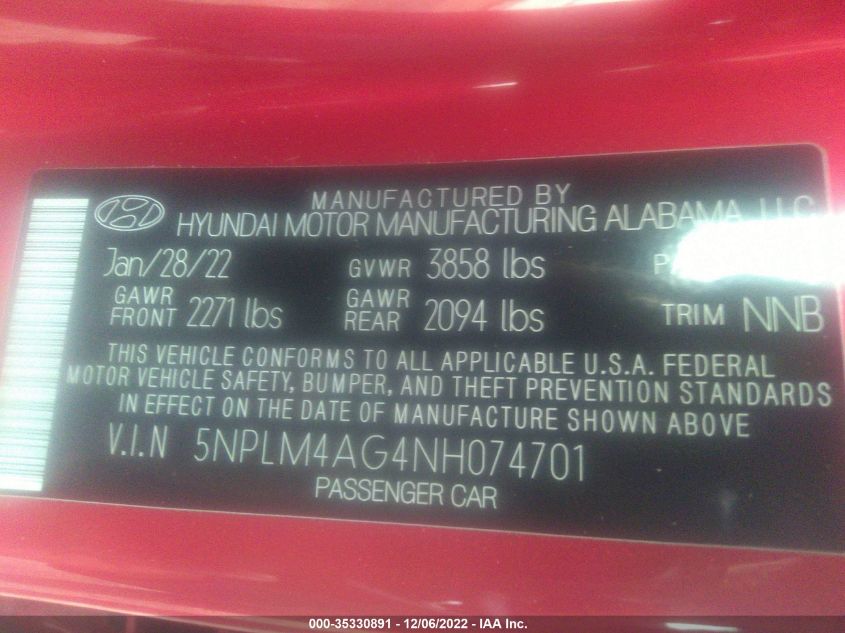 MANUFACTURED BY
HYUNDAI MOTOR MANUFACTURING ALABAMA, LLC
Jan/28/22 GVWR 3858 lbs
GAWR FRONT 2271 lbs GAWR REAR 2094 lbs TRIM NNB
THIS VEHICLE CONFORMS TO ALL APPLICABLE U.S.A. FEDERAL
MOTOR VEHICLE SAFETY, BUMPER, AND THEFT PREVENTION STANDARDS
IN EFFECT ON THE DATE OF MANUFACTURE SHOWN ABOVE
V.I.N 5NPLM4AG4NH074701
PASSENGER CAR
000-35330891 - 12/06/2022 - IAA Inc.